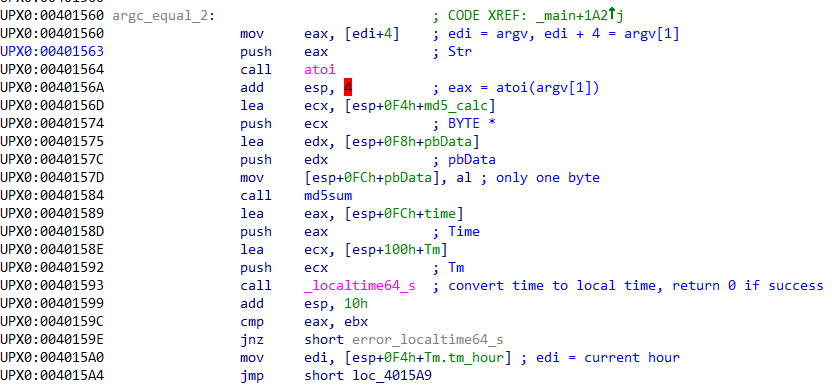 UPX0:00401560 argc_equal_2: ; CODE XREF: _main+1A2↑j
UPX0:00401560 mov eax, [edi+4] ; edi = argv, edi + 4 = argv[1]
UPX0:00401563 push eax ; Str
UPX0:00401564 call atoi
UPX0:0040156A add esp, 4 ; eax = atoi(argv[1])
UPX0:0040156D lea ecx, [esp+0F4h+md5_calc]
UPX0:00401574 push ecx ; BYTE *
UPX0:00401575 lea edx, [esp+0F8h+pbData]
UPX0:0040157C push edx ; pbData
UPX0:0040157D mov [esp+0FCh+pbData], al ; only one byte
UPX0:00401584 call md5sum
UPX0:00401589 lea eax, [esp+0FCh+time]
UPX0:0040158D push eax ; Time
UPX0:0040158E lea ecx, [esp+100h+Tm]
UPX0:00401592 push ecx ; Tm
UPX0:00401593 call _localtime64_s ; convert time to local time, return 0 if success
UPX0:00401599 add esp, 10h
UPX0:0040159C cmp eax, ebx
UPX0:0040159E jnz short error_localtime64_s
UPX0:004015A0 mov edi, [esp+0F4h+Tm.tm_hour] ; edi = current hour
UPX0:004015A4 jmp short loc_4015A9